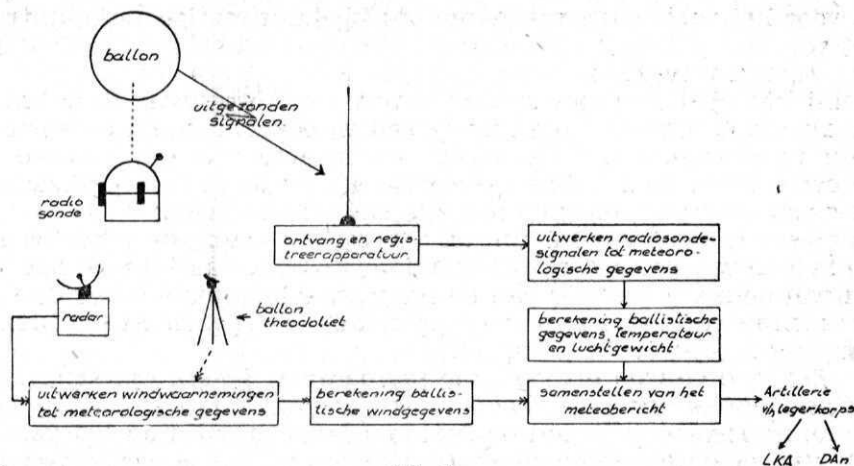 ballon
uitgezonden
signalen.
radio
sonde
ontvang en regis-
treerapparatuur.
uitwerken radiosonde-
signalen tot meteoro-
logische gegevens
radar
ballon
theodoliet
berekening ballistische
gegevens, temperatuur
en luchtgewicht
uitwerken windwaarnemingen
tot meteorologische gegevens
berekening ballis-
tische windgegevens
samenstellen van het
meteobericht
Artillerie
v/h legerkorps
LKA
DAn